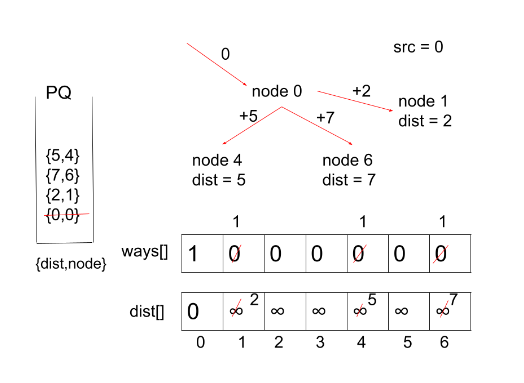 0
src = 0
PQ
node 0
+2
node 1
dist = 2
+5
+7
node 4
dist = 5
node 6
dist = 7
{5,4}
{7,6}
{2,1}
{0,0}
{dist,node}
1 1 1
ways[] 1 0 0 0 0 0 0
dist[] 0 ∞ 2 ∞ ∞ ∞ 5 ∞ ∞ 7
0 1 2 3 4 5 6